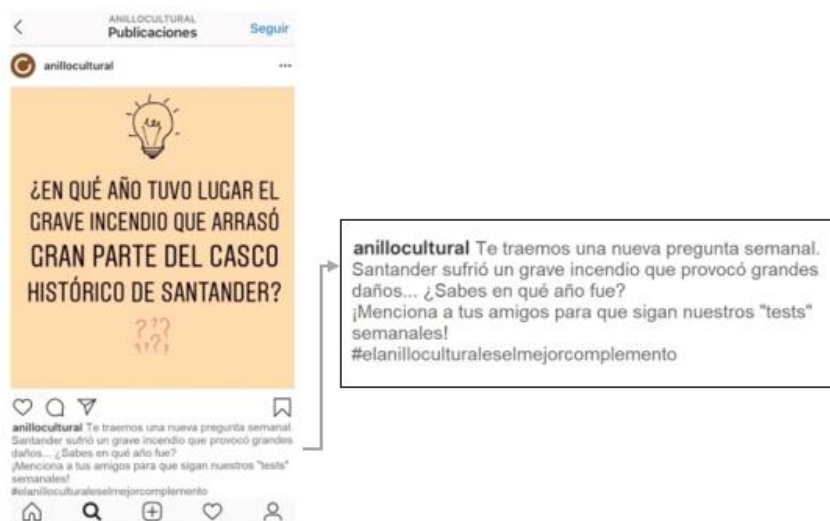 ANILLOCULTURAL
Publicaciones
Seguir
anillocultural
¿EN QUÉ AÑO TUVO LUGAR EL
GRAVE INCENDIO QUE ARRASÓ
GRAN PARTE DEL CASCO
HISTÓRICO DE SANTANDER?
???
??
anillocultural Te traemos una nueva pregunta semanal.
Santander sufrió un grave incendio que provocó grandes
daños... ¿Sabes en qué año fue?
¡Menciona a tus amigos para que sigan nuestros "tests"
semanales!
#elanilloculturaleselmejorcomplemento
anillocultural Te traemos una nueva pregunta semanal.
Santander sufrió un grave incendio que provocó grandes
daños... ¿Sabes en qué año fue?
¡Menciona a tus amigos para que sigan nuestros "tests"
semanales!
#elanilloculturaleselmejorcomplemento